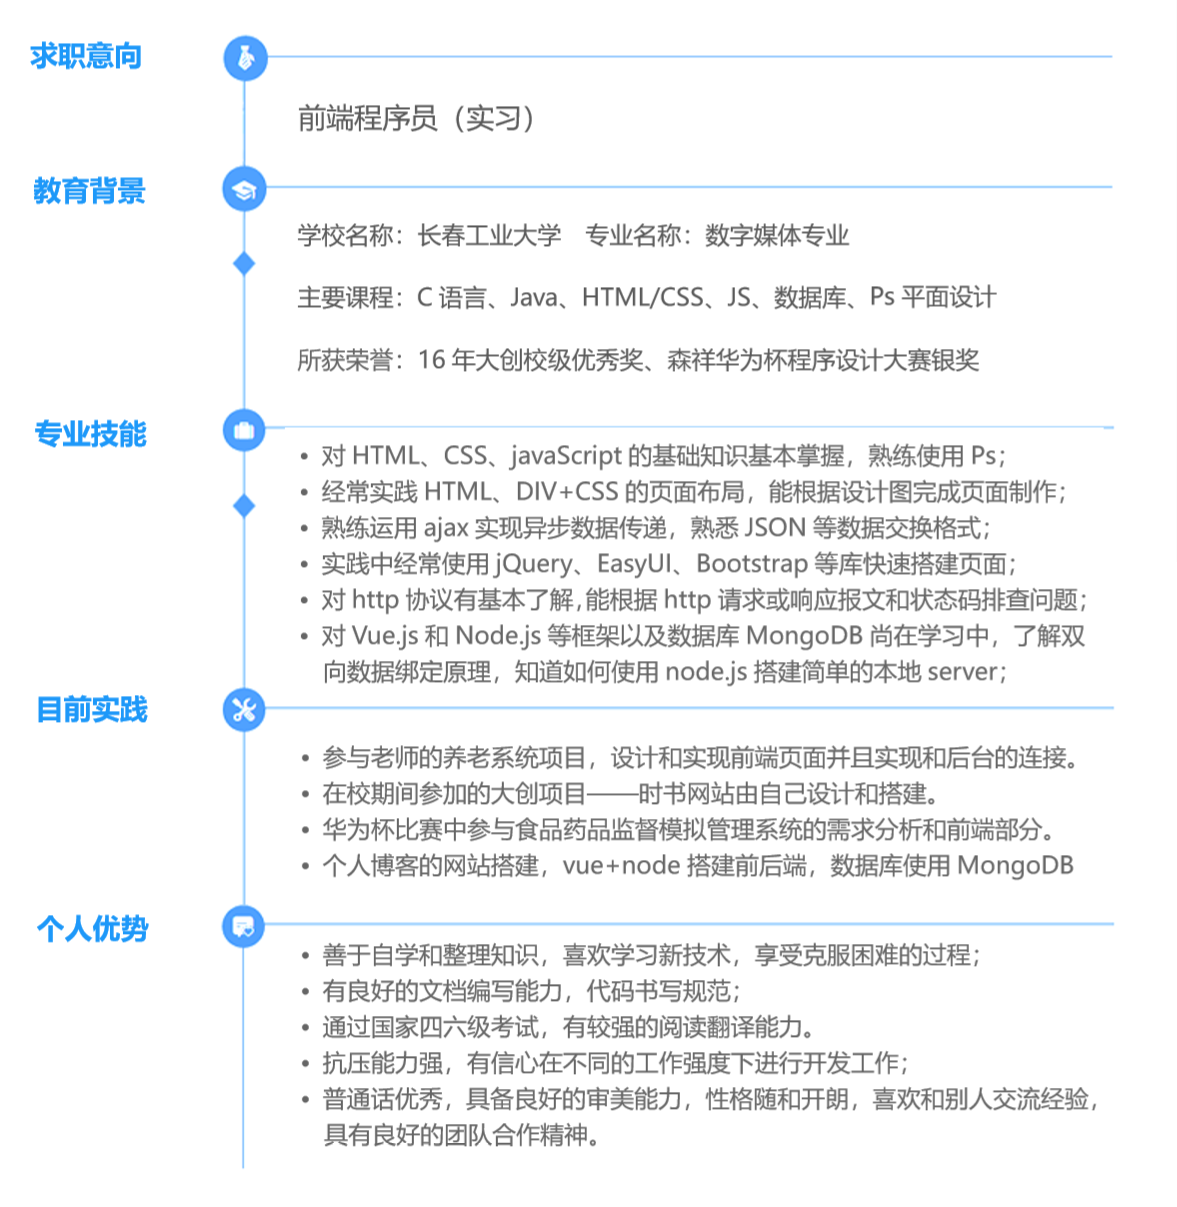 求职意向
前端程序员（实习）
教育背景
学校名称：长春工业大学　专业名称：数字媒体专业
主要课程：C 语言、Java、HTML/CSS、JS、数据库、Ps 平面设计
所获荣誉：16 年大创校级优秀奖、森祥华为杯程序设计大赛银奖
专业技能
• 对 HTML、CSS、javaScript 的基础知识基本掌握，熟练使用 Ps；
• 经常实践 HTML、DIV+CSS 的页面布局，能根据设计图完成页面制作；
• 熟练运用 ajax 实现异步数据传递，熟悉 JSON 等数据交换格式；
• 实践中经常使用 jQuery、EasyUI、Bootstrap 等库快速搭建页面；
• 对 http 协议有基本了解，能根据 http 请求或响应报文和状态码排查问题；
• 对 Vue.js 和 Node.js 等框架以及数据库 MongoDB 尚在学习中，了解双
向数据绑定原理，知道如何使用 node.js 搭建简单的本地 server；
目前实践
• 参与老师的养老系统项目，设计和实现前端页面并且实现和后台的连接。
• 在校期间参加的大创项目——时书网站由自己设计和搭建。
• 华为杯比赛中参与食品药品监督模拟管理系统的需求分析和前端部分。
• 个人博客的网站搭建，vue+node 搭建前后端，数据库使用 MongoDB
个人优势
• 善于自学和整理知识，喜欢学习新技术，享受克服困难的过程；
• 有良好的文档编写能力，代码书写规范；
• 通过国家四六级考试，有较强的阅读翻译能力。
• 抗压能力强，有信心在不同的工作强度下进行开发工作；
• 普通话优秀，具备良好的审美能力，性格随和开朗，喜欢和别人交流经验，
具有良好的团队合作精神。